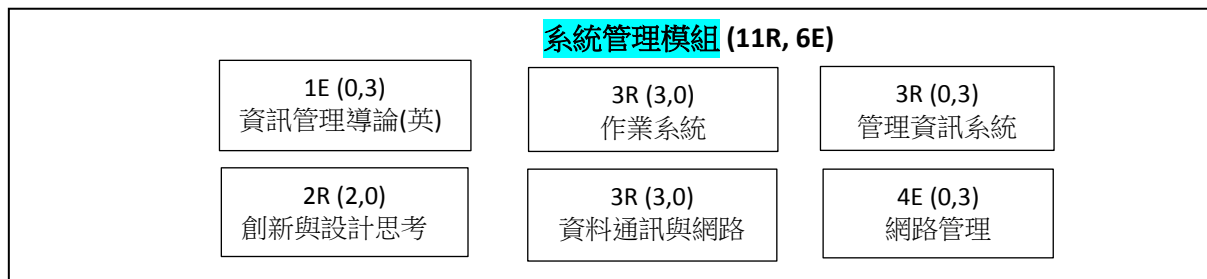 系統管理模組 (11R, 6E)
1E (0,3)
資訊管理導論(英)
3R (3,0)
作業系統
3R (0,3)
管理資訊系統
2R (2,0)
創新與設計思考
3R (3,0)
資料通訊與網路
4E (0,3)
網路管理